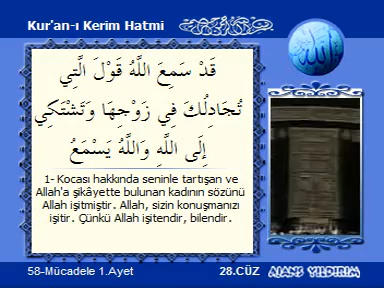 Kur'an-ı Kerim Hatmi
قَدْ سَمِعَ اللَّهُ قَوْلَ الَّتِي
تُجَادِلُكَ فِي زَوْجِهَا وَتَشْتَكِي
إِلَى اللَّهِ وَاللَّهُ يَسْمَعُ
1- Kocası hakkında seninle tartışan ve
Allah'a şikâyette bulunan kadının sözünü
Allah işitmiştir. Allah, sizin konuşmanızı
işitir. Çünkü Allah işitendir, bilendir.
الله
58-Mücadele 1.Ayet
28.CÜZ
AJANS YILDIRIM